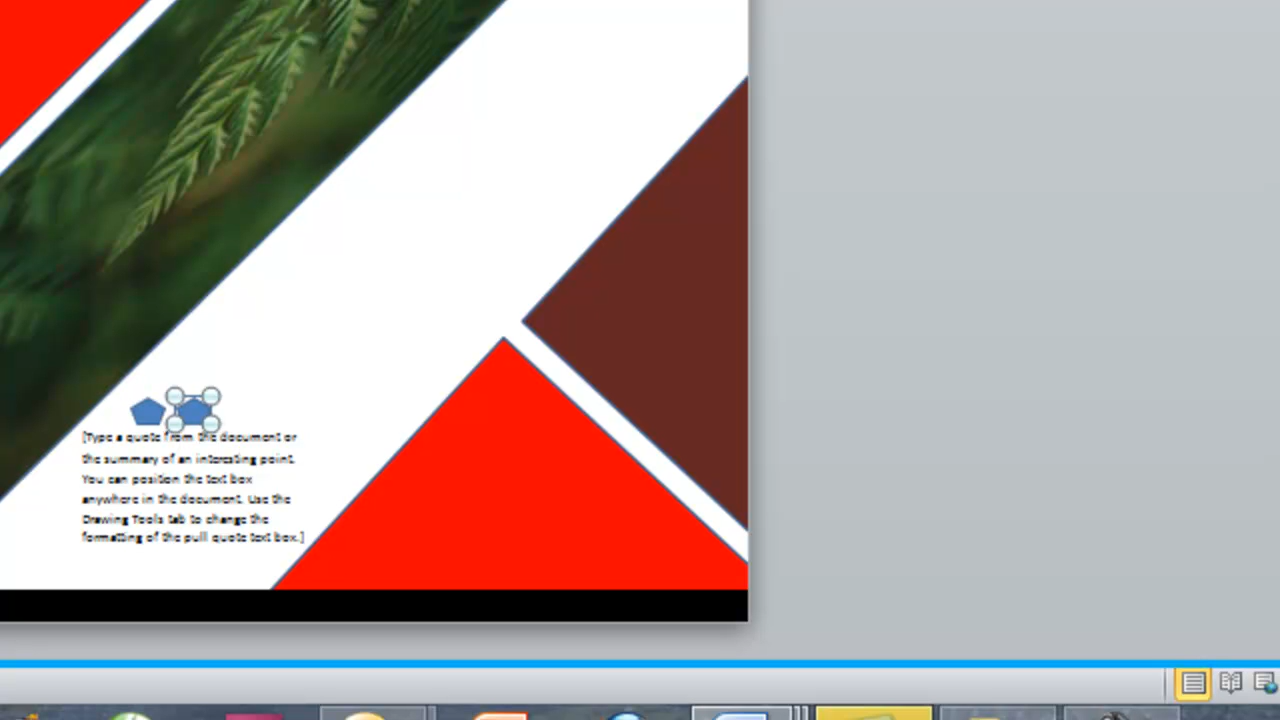 [Type a quote from the document or
the summary of an interesting point.
You can position the text box
anywhere in the document. Use the
Drawing Tools tab to change the
formatting of the pull quote text box.]